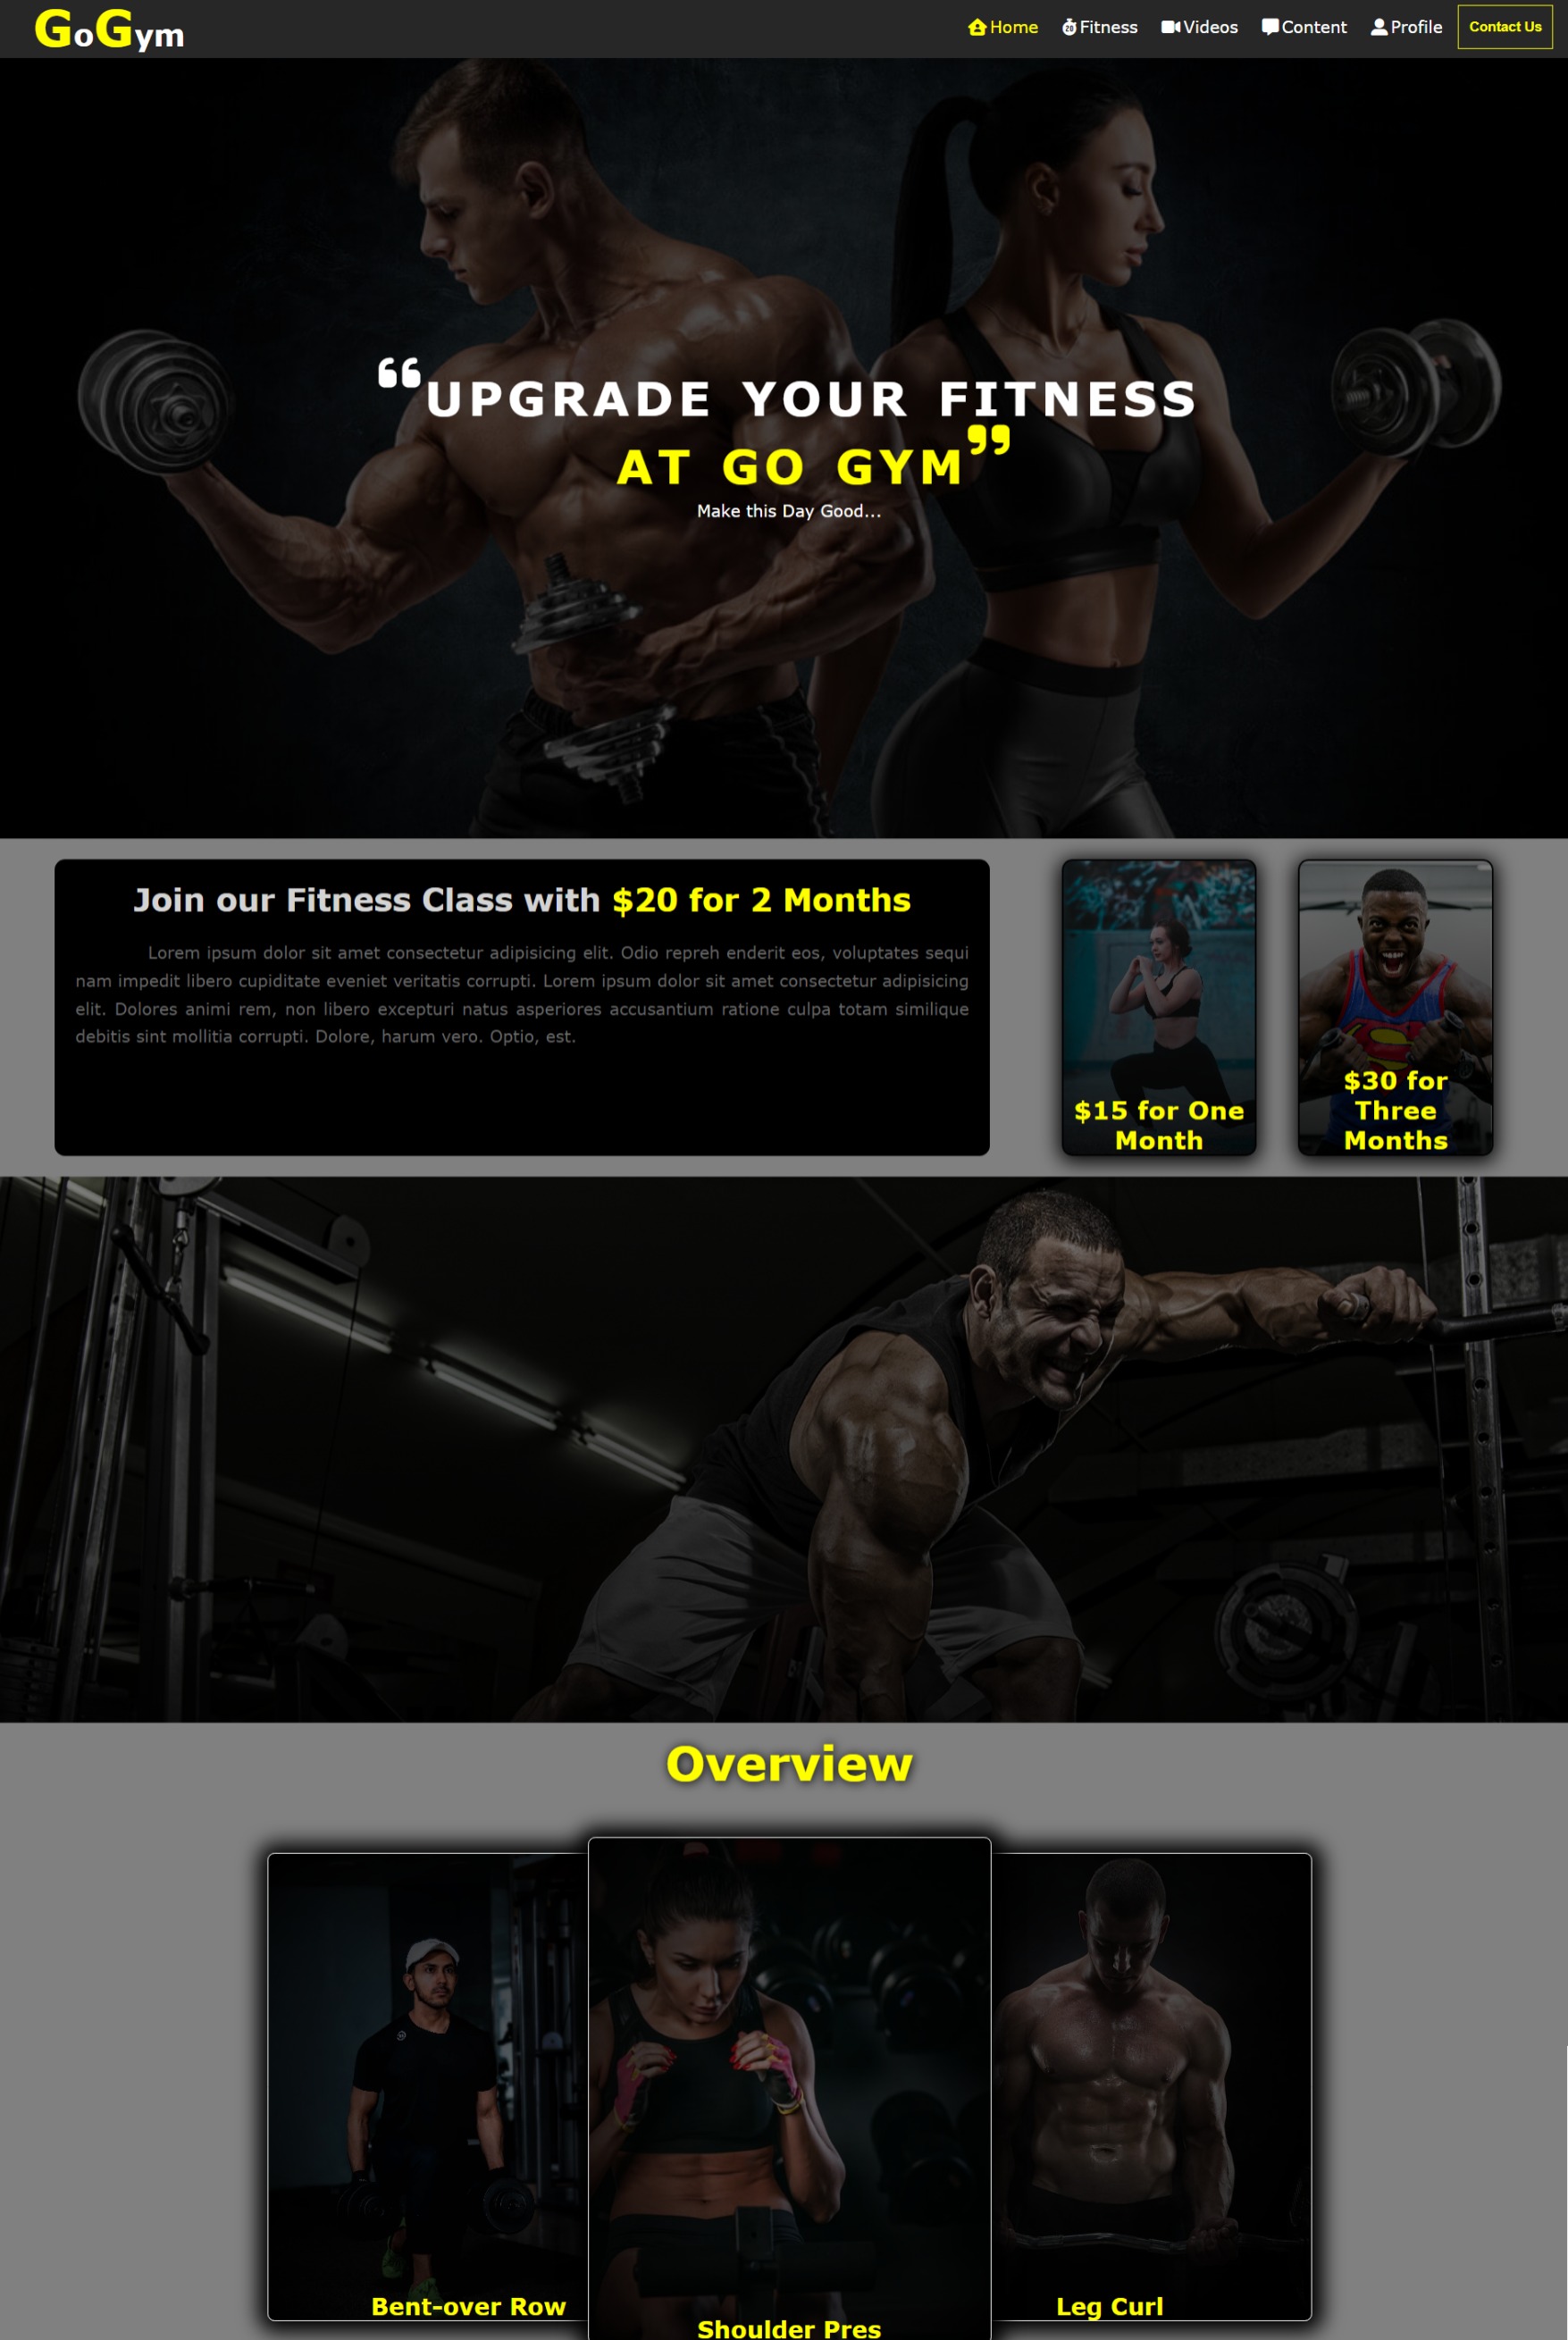 GoGym
Home Fitness Videos Content Profile Contact Us
“UPGRADE YOUR FITNESS
AT GO GYM”
Make this Day Good...
Join our Fitness Class with $20 for 2 Months
Lorem ipsum dolor sit amet consectetur adipisicing elit. Odio repreh enderit eos, voluptates sequi
nam impedit libero cupiditate eveniet veritatis corrupti. Lorem ipsum dolor sit amet consectetur adipisicing
elit. Dolores animi rem, non libero excepturi natus asperiores accusantium ratione culpa totam similique
debitis sint mollitia corrupti. Dolore, harum vero. Optio, est.
$15 for One
Month
$30 for
Three
Months
Overview
Bent-over Row
Shoulder Pres
Leg Curl